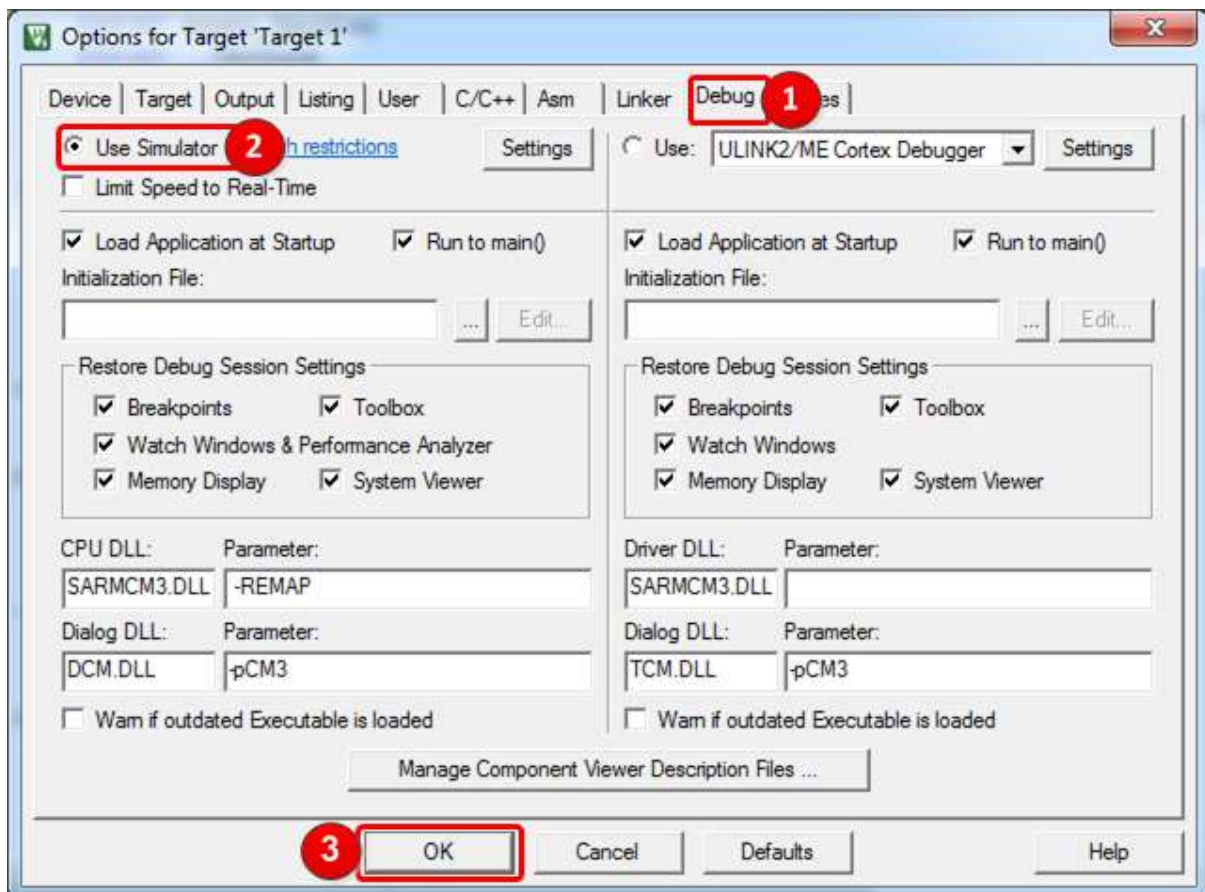 Options for Target 'Target 1'
Device Target Output Listing User C/C++ Asm Linker Debug 1 es
Use Simulator 2 h restrictions Settings Use: ULINK2/ME Cortex Debugger Settings
Limit Speed to Real-Time
Load Application at Startup Run to main() Load Application at Startup Run to main()
Initialization File: Initialization File:
... Edit... ... Edit...
Restore Debug Session Settings Restore Debug Session Settings
Breakpoints Toolbox Breakpoints Toolbox
Watch Windows & Performance Analyzer Watch Windows
Memory Display System Viewer Memory Display System Viewer
CPU DLL: Parameter: Driver DLL: Parameter:
SARMCM3.DLL -REMAP SARMCM3.DLL
Dialog DLL: Parameter: Dialog DLL: Parameter:
DCM.DLL -pCM3 TCM.DLL -pCM3
Warn if outdated Executable is loaded Warn if outdated Executable is loaded
Manage Component Viewer Description Files ...
3 OK Cancel Defaults Help